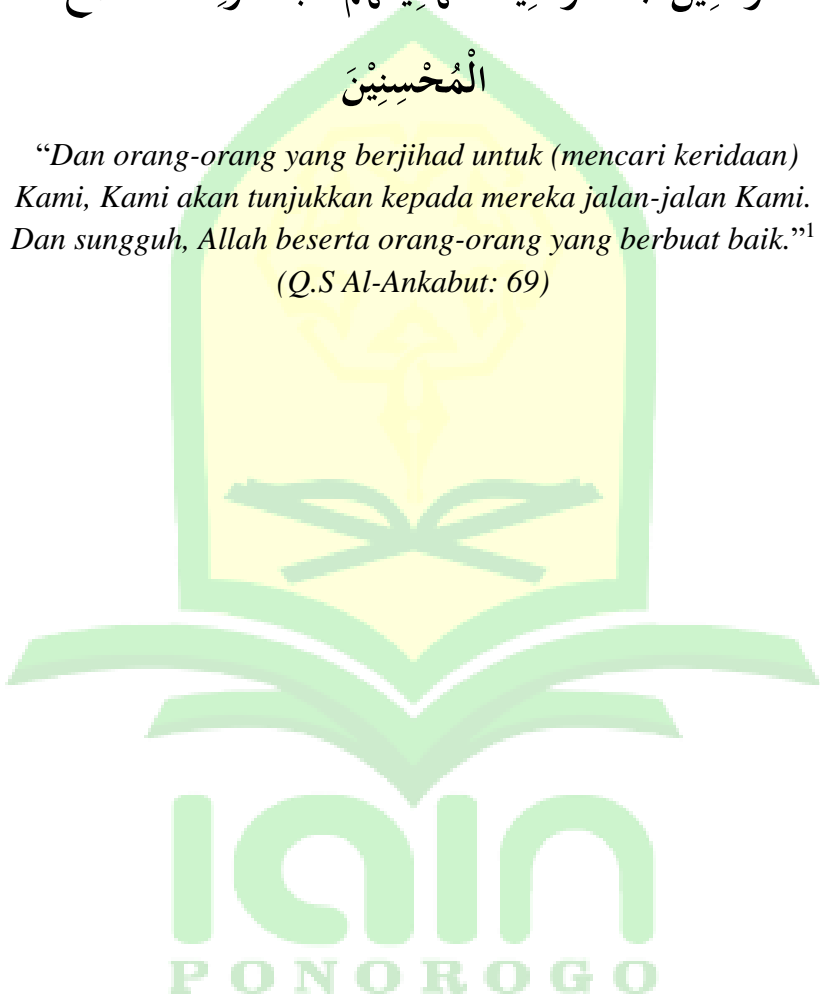 الْمُحْسِنِيْنَ
“Dan orang-orang yang berjihad untuk (mencari keridaan)
Kami, Kami akan tunjukkan kepada mereka jalan-jalan Kami.
Dan sungguh, Allah beserta orang-orang yang berbuat baik.”1
(Q.S Al-Ankabut: 69)
iain
PONOROGO